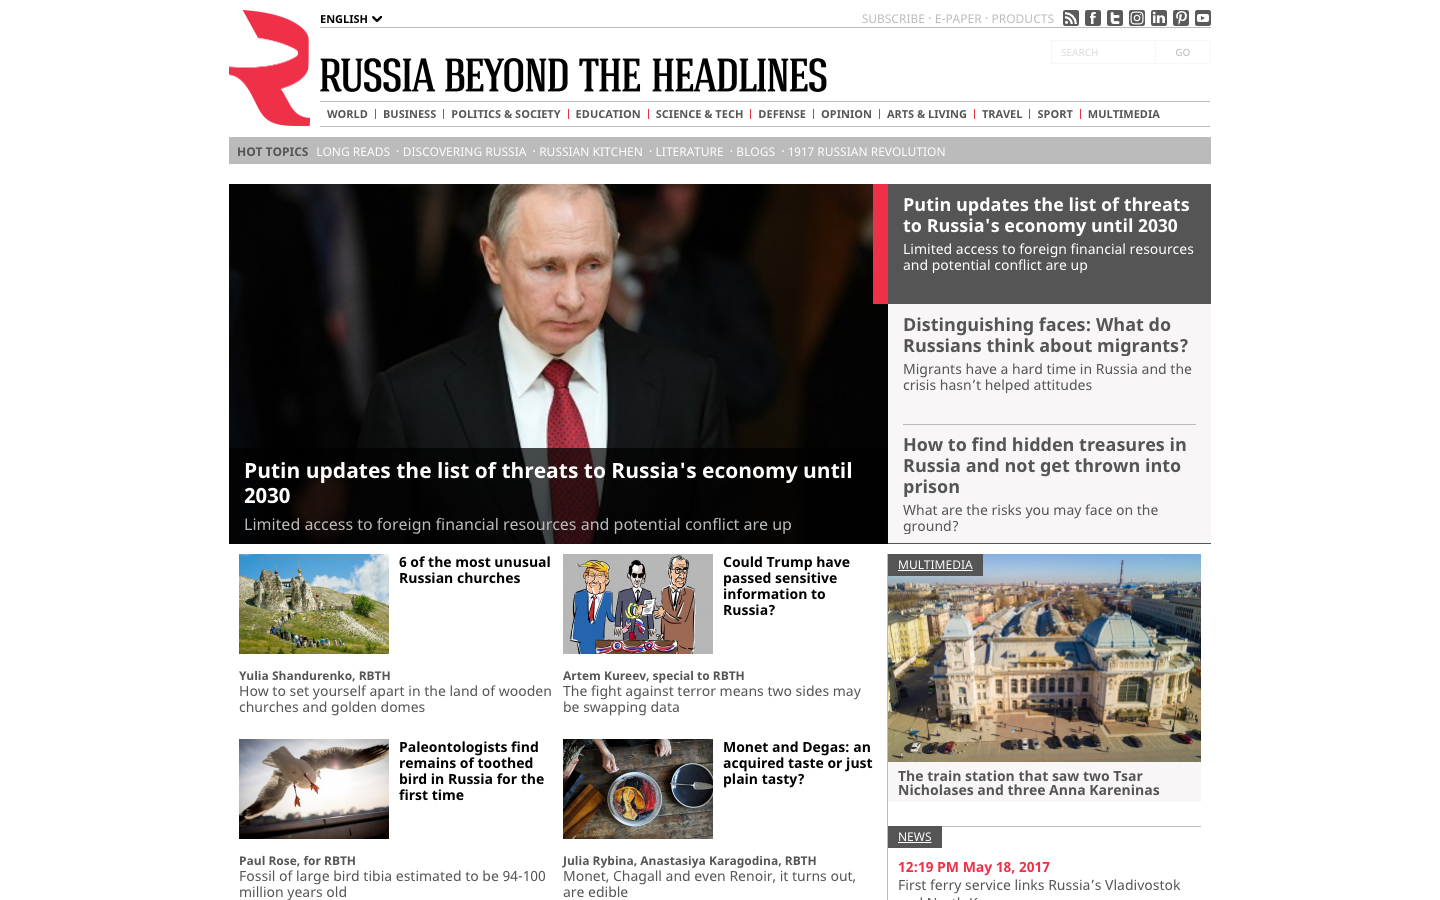 ENGLISH
SUBSCRIBE · E-PAPER · PRODUCTS
SEARCH
GO
RUSSIA BEYOND THE HEADLINES
WORLD | BUSINESS | POLITICS & SOCIETY | EDUCATION | SCIENCE & TECH | DEFENSE | OPINION | ARTS & LIVING | TRAVEL | SPORT | MULTIMEDIA
HOT TOPICS LONG READS · DISCOVERING RUSSIA · RUSSIAN KITCHEN · LITERATURE · BLOGS · 1917 RUSSIAN REVOLUTION
Putin updates the list of threats to Russia's economy until
2030
Limited access to foreign financial resources and potential conflict are up
Putin updates the list of threats
to Russia's economy until 2030
Limited access to foreign financial resources
and potential conflict are up
Distinguishing faces: What do
Russians think about migrants?
Migrants have a hard time in Russia and the
crisis hasn’t helped attitudes
How to find hidden treasures in
Russia and not get thrown into
prison
What are the risks you may face on the
ground?
6 of the most unusual
Russian churches
Yulia Shandurenko, RBTH
How to set yourself apart in the land of wooden
churches and golden domes
Could Trump have
passed sensitive
information to
Russia?
Artem Kureev, special to RBTH
The fight against terror means two sides may
be swapping data
Paleontologists find
remains of toothed
bird in Russia for the
first time
Paul Rose, for RBTH
Fossil of large bird tibia estimated to be 94-100
million years old
Monet and Degas: an
acquired taste or just
plain tasty?
Julia Rybina, Anastasiya Karagodina, RBTH
Monet, Chagall and even Renoir, it turns out,
are edible
MULTIMEDIA
The train station that saw two Tsar
Nicholases and three Anna Kareninas
NEWS
12:19 PM May 18, 2017
First ferry service links Russia’s Vladivostok